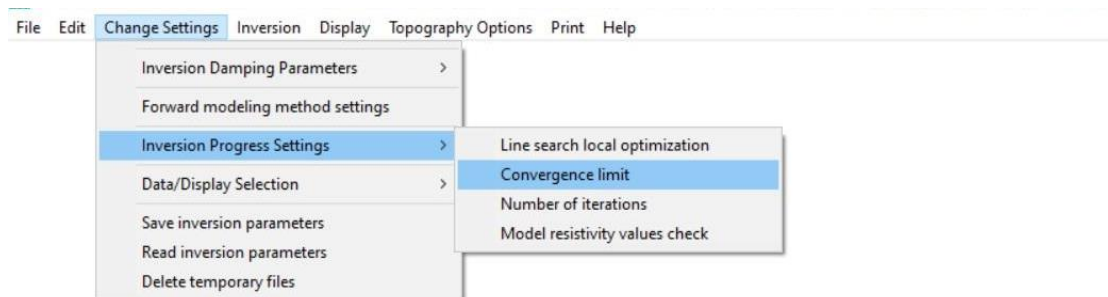 File Edit Change Settings Inversion Display Topography Options Print Help
Inversion Damping Parameters >
Forward modeling method settings
Inversion Progress Settings >
Data/Display Selection >
Save inversion parameters
Read inversion parameters
Delete temporary files
Line search local optimization
Convergence limit
Number of iterations
Model resistivity values check